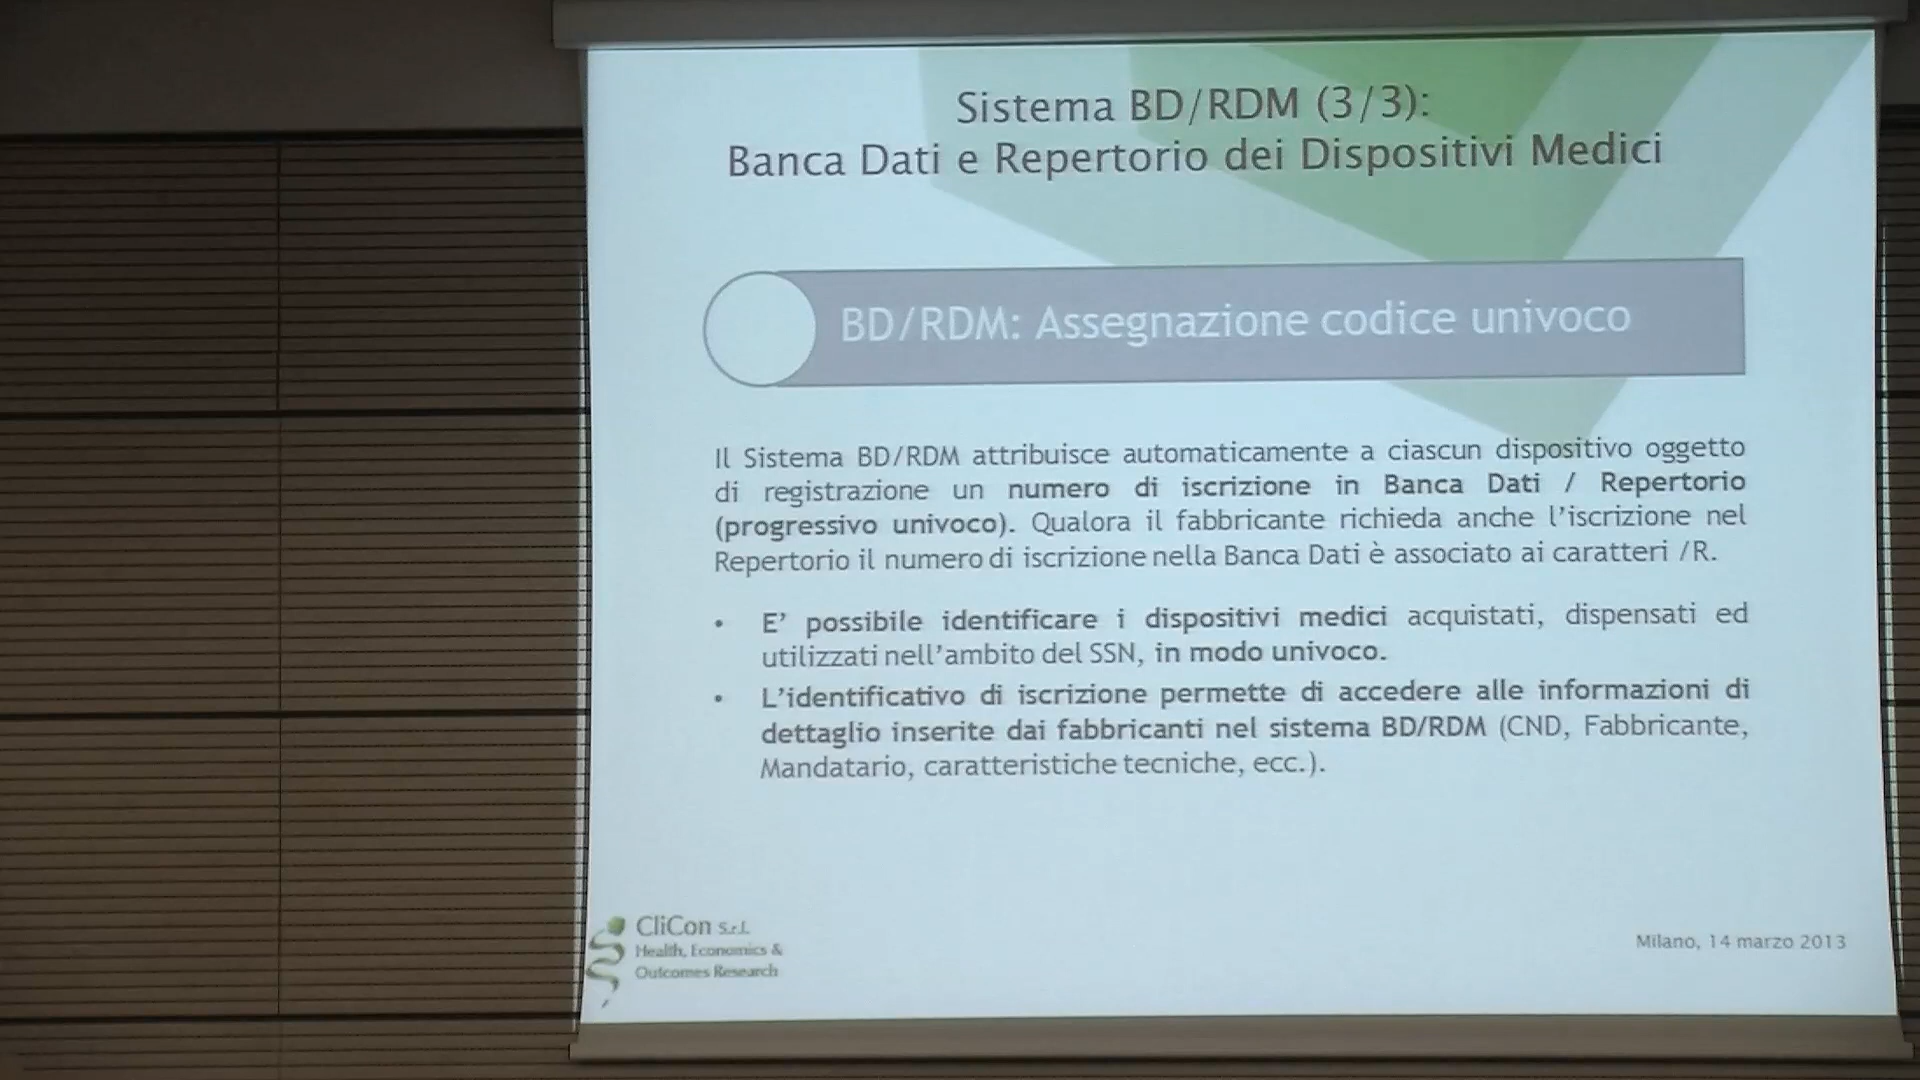 Sistema BD/RDM (3/3):
Banca Dati e Repertorio dei Dispositivi Medici
BD/RDM: Assegnazione codice univoco
Il Sistema BD/RDM attribuisce automaticamente a ciascun dispositivo oggetto
di registrazione un numero di iscrizione in Banca Dati / Repertorio
(progressivo univoco). Qualora il fabbricante richieda anche l'iscrizione nel
Repertorio il numero di iscrizione nella Banca Dati è associato ai caratteri /R.
• E' possibile identificare i dispositivi medici acquistati, dispensati ed
utilizzati nell'ambito del SSN, in modo univoco.
• L'identificativo di iscrizione permette di accedere alle informazioni di
dettaglio inserite dai fabbricanti nel sistema BD/RDM (CND, Fabbricante,
Mandatario, caratteristiche tecniche, ecc.).
CliCon S.r.l.
Health, Economics &
Outcomes Research
Milano, 14 marzo 2013